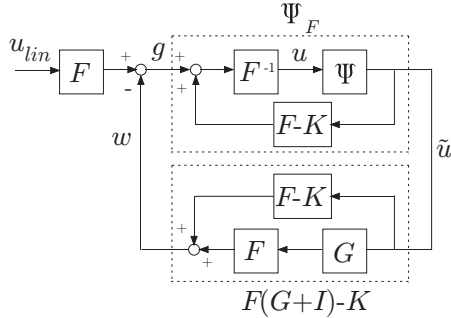 Ψ_F
u_lin
F
+
-
g
+
+
F⁻¹
u
Ψ
F-K
w
ũ
F-K
+
+
F
G
F(G+I)-K